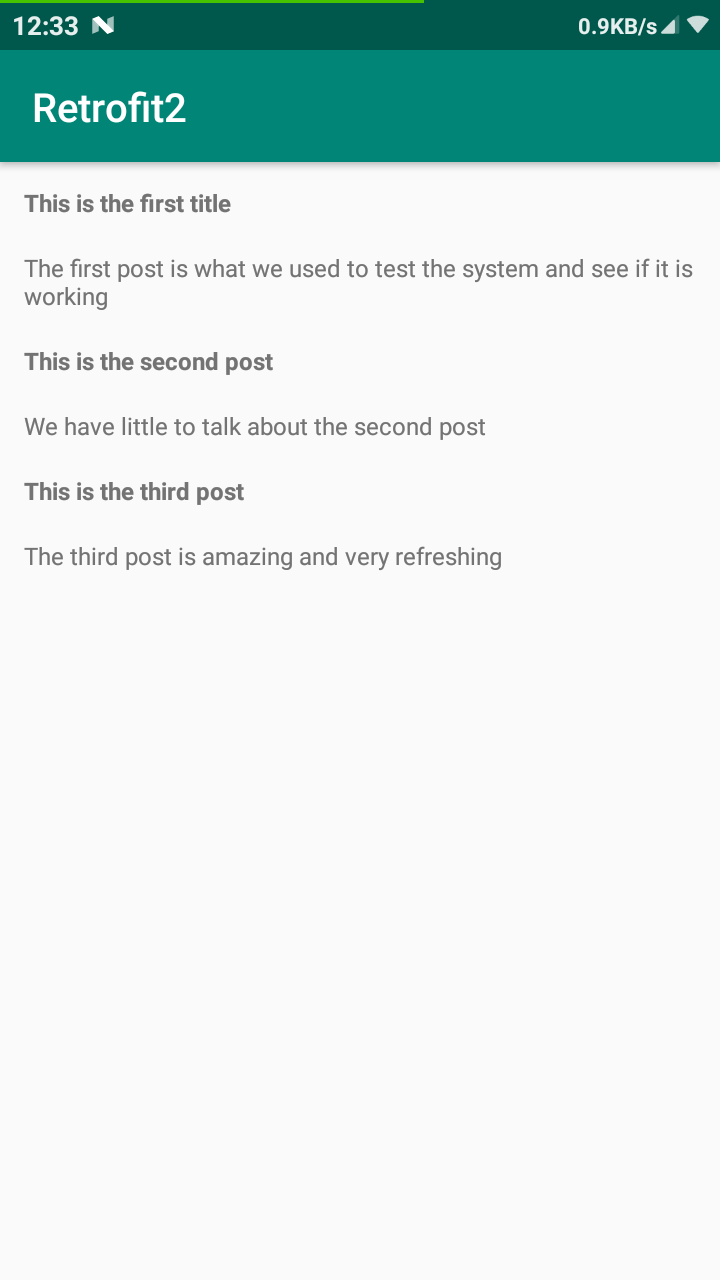 12:33 0.9KB/s
Retrofit2
This is the first title
The first post is what we used to test the system and see if it is
working
This is the second post
We have little to talk about the second post
This is the third post
The third post is amazing and very refreshing